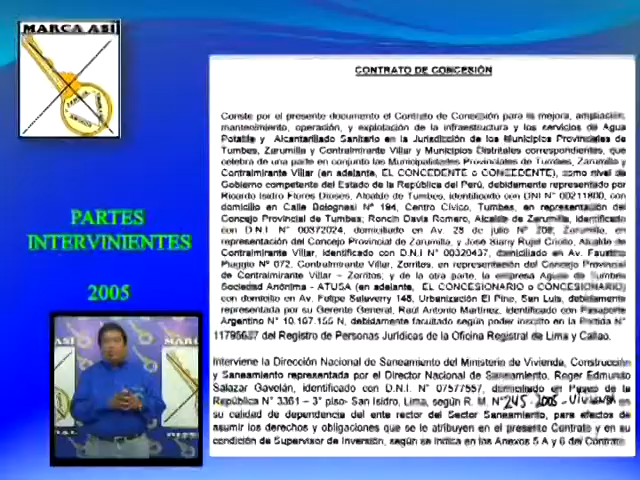 MARCA ASÍ
PARTES
INTERVINIENTES
2005
CONTRATO DE CONCESIÓN
Conste por el presente documento el Contrato de Concesión para la mejora, ampliación,
mantenimiento, operación, y explotación de la infraestructura y los servicios de Agua
Potable y Alcantarillado Sanitario en la Jurisdicción de los Municipios Provinciales de
Tumbes, Zarumilla y Contralmirante Villar y Municipios Distritales correspondientes, que
celebra de una parte en conjunto las Municipalidades Provinciales de Tumbes, Zarumilla y
Contralmirante Villar (en adelante, EL CONCEDENTE o CONCEDENTE), como nivel de
Gobierno competente del Estado de la República del Perú, debidamente representado por
Ricardo Isidro Flores Dioses, Alcalde de Tumbes, identificado con DNI N° 00211800, con
domicilio en Calle Bolognesi N° 194, Centro Cívico, Tumbes, en representación del
Concejo Provincial de Tumbes; Davis Romero, Alcalde de Zarumilla, identificado
con D.N.I. N° 00372024, domiciliado en Av. 28 de julio N° 208, Zarumilla, en
representación del Concejo Provincial de Zarumilla, y José Criollo, Alcalde de
Contralmirante Villar, identificado con D.N.I. N° 00320437, domiciliado en Av. Faustino
Piaggio N° 072, Contralmirante Villar, Zorritos, en representación del Concejo Provincial
de Contralmirante Villar – Zorritos, y de la otra parte, la empresa Aguas de Tumbes
Sociedad Anónima - ATUSA (en adelante, EL CONCESIONARIO o CONCESIONARIO)
con domicilio en Av. Felipe Salaverry 148, Urbanización El Pino, San Luis, debidamente
representada por su Gerente General, Raúl Antonio Martínez, identificado con Pasaporte
Argentino N° 10.167.155 N, debidamente facultado según poder inscrito en la Partida N°
11795637 del Registro de Personas Jurídicas de la Oficina Registral de Lima y Callao.
Interviene la Dirección Nacional de Saneamiento del Ministerio de Vivienda, Construcción
y Saneamiento representada por el Director Nacional de Saneamiento, Roger Edmundo
Salazar Gavelán, identificado con D.N.I. N° 07577557, domiciliado en Paseo de la
República N° 3361 – 3° piso- San Isidro, Lima, según R. M. N° 245-2005-VIVIENDA en
su calidad de dependencia del ente rector del Sector Saneamiento, para efectos de
asumir los derechos y obligaciones que se le atribuyen en el presente Contrato y en su
condición de Supervisor de Inversión, según se indica en los Anexos 5 A y 6 del Contrato